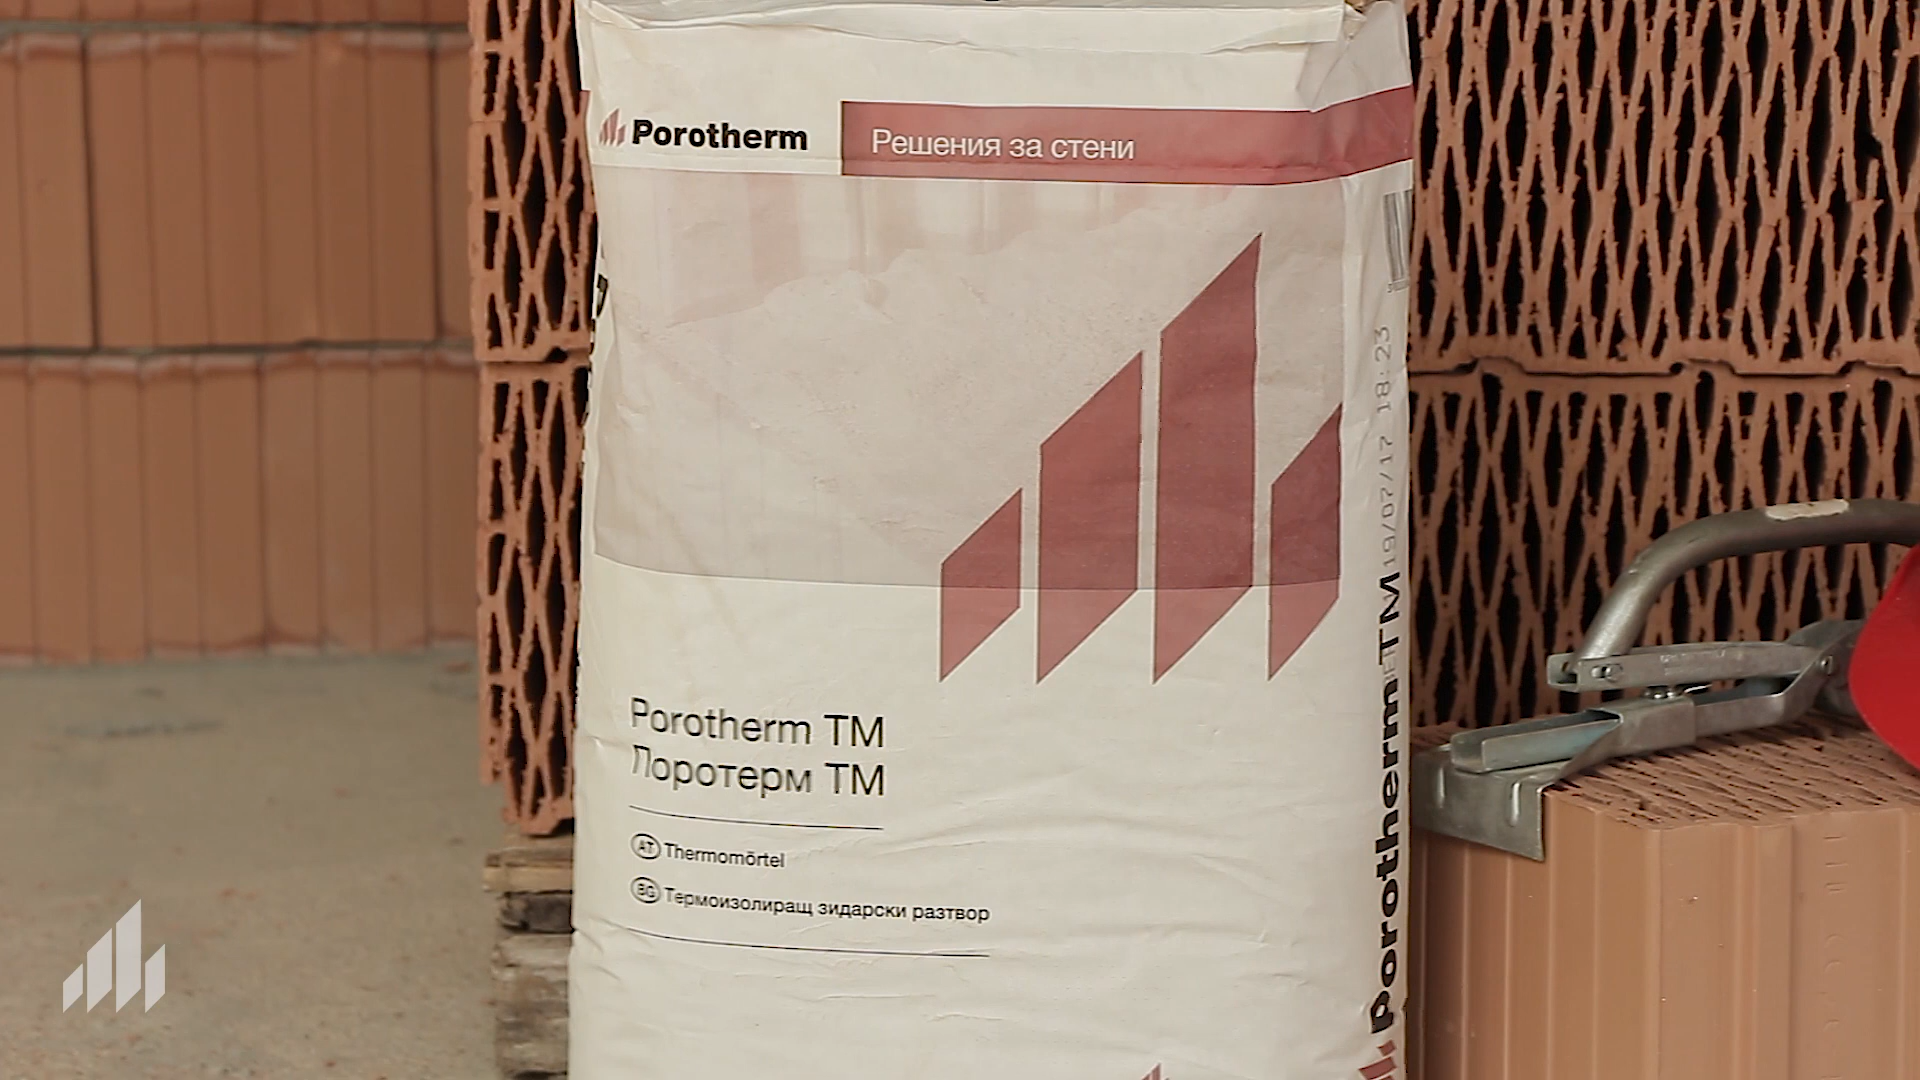 Porotherm
Решения за стени
Porotherm TM
Поротерм TM
AT Thermomörtel
BG Термоизолиращ зидарски разтвор
19/07/17 18:23
Porotherm TM